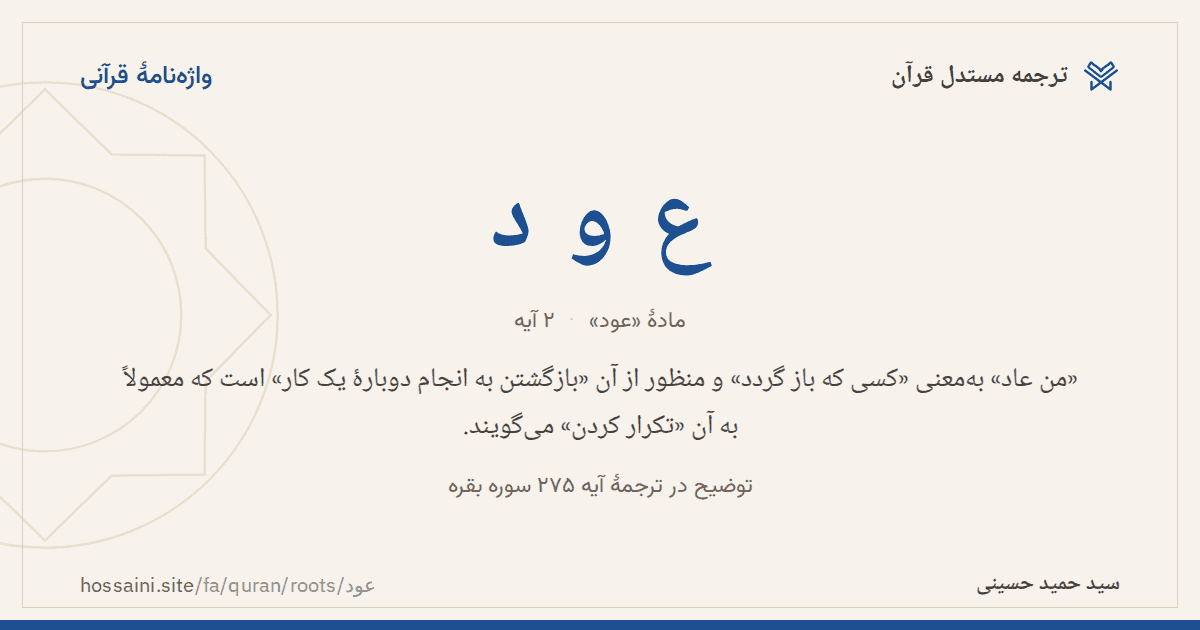 ترجمه مستدل قرآن
واژه‌نامهٔ قرآنی
ع و د
مادهٔ «عود» · ۲ آیه
«من عاد» به‌معنی «کسی که باز گردد» و منظور از آن «بازگشتن به انجام دوبارهٔ یک کار» است که معمولاً
به آن «تکرار کردن» می‌گویند.
توضیح در ترجمهٔ آیه ۲۷۵ سوره بقره
سید حمید حسینی
hossaini.site/fa/quran/roots/عود